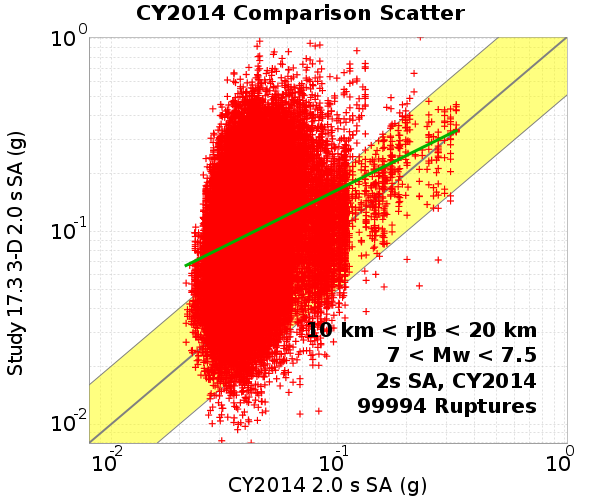 CY2014 Comparison Scatter
Study 17.3 3-D 2.0 s SA (g)
10⁰
10⁻¹
10⁻²
10 km < rJB < 20 km
7 < Mw < 7.5
2s SA, CY2014
99994 Ruptures
10⁻² 10⁻¹ 10⁰
CY2014 2.0 s SA (g)